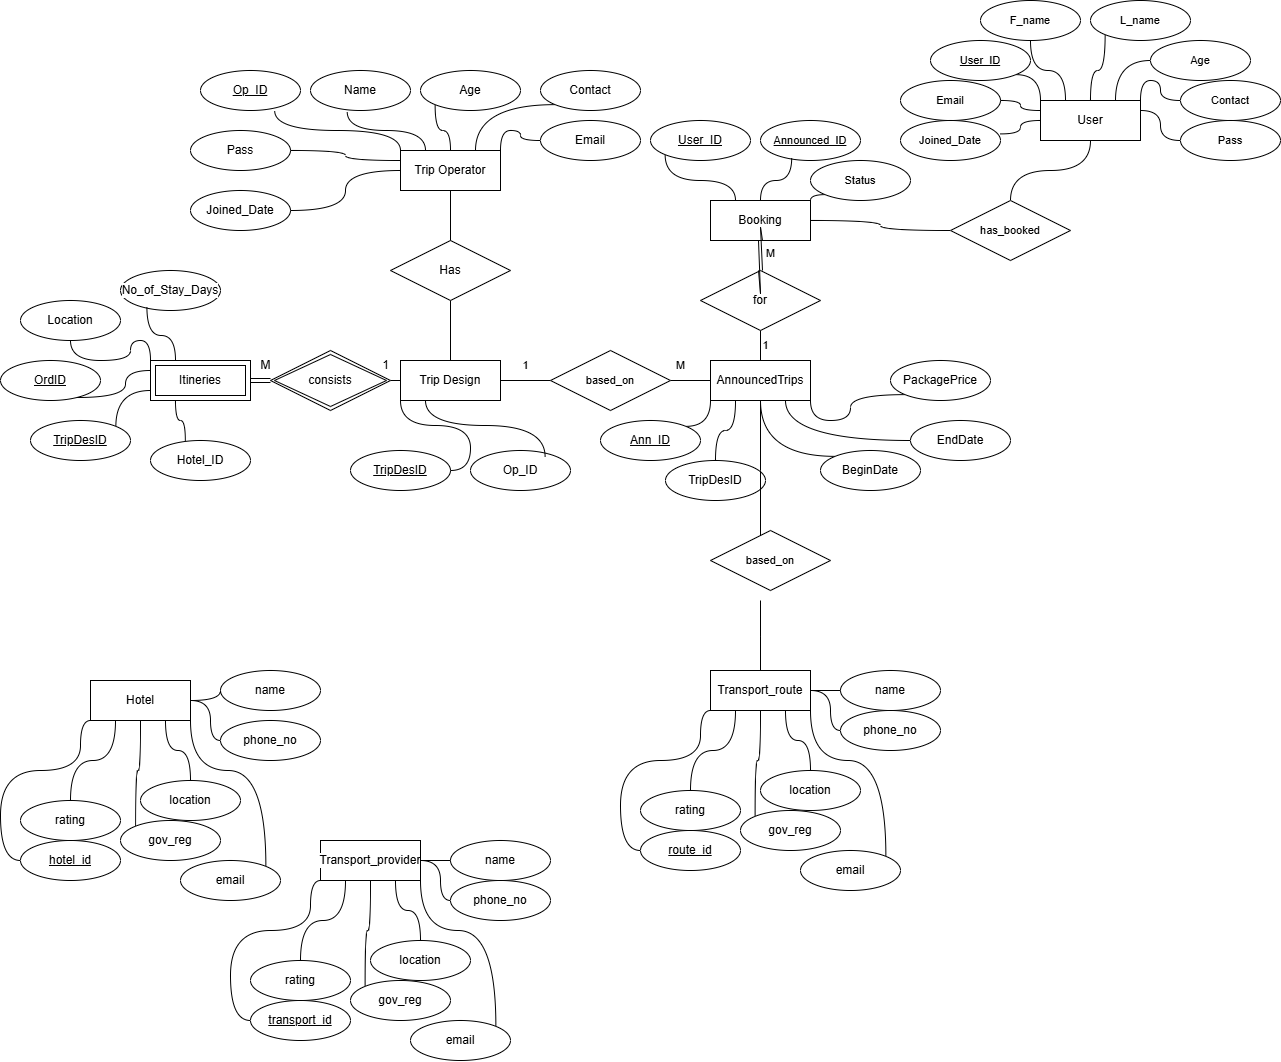 F_name
L_name
User_ID
Age
Email
Contact
User
Joined_Date
Pass
Op_ID
Name
Age
Contact
Pass
Email
Trip Operator
Joined_Date
User_ID
Announced_ID
Status
Booking
has_booked
M
Has
for
1
No_of_Stay_Days
Location
OrdID
Itineries
M
consists
1
Trip Design
1
based_on
M
AnnouncedTrips
PackagePrice
TripDesID
Hotel_ID
TripDesID
Op_ID
Ann_ID
TripDesID
EndDate
BeginDate
based_on
Hotel
name
phone_no
location
rating
gov_reg
hotel_id
email
Transport_route
name
phone_no
location
rating
gov_reg
route_id
email
Transport_provider
name
phone_no
location
rating
gov_reg
transport_id
email